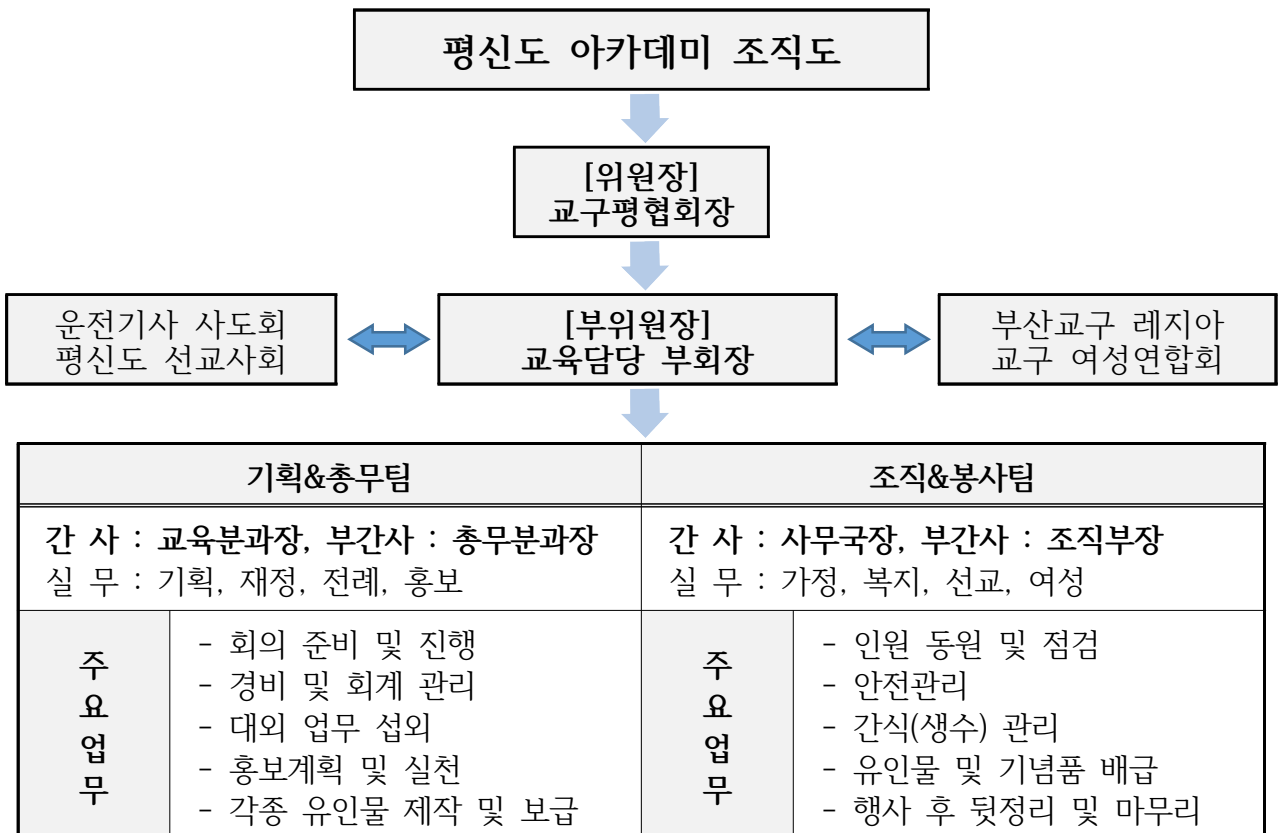 평신도 아카데미 조직도
[위원장]
교구평협회장
운전기사 사도회
평신도 선교사회
[부위원장]
교육담당 부회장
부산교구 레지아
교구 여성연합회
기획&총무팀
조직&봉사팀
간 사 : 교육분과장, 부간사 : 총무분과장
실 무 : 기획, 재정, 전례, 홍보
간 사 : 사무국장, 부간사 : 조직부장
실 무 : 가정, 복지, 선교, 여성
주
요
업
무
- 회의 준비 및 진행
- 경비 및 회계 관리
- 대외 업무 섭외
- 홍보계획 및 실천
- 각종 유인물 제작 및 보급
주
요
업
무
- 인원 동원 및 점검
- 안전관리
- 간식(생수) 관리
- 유인물 및 기념품 배급
- 행사 후 뒷정리 및 마무리